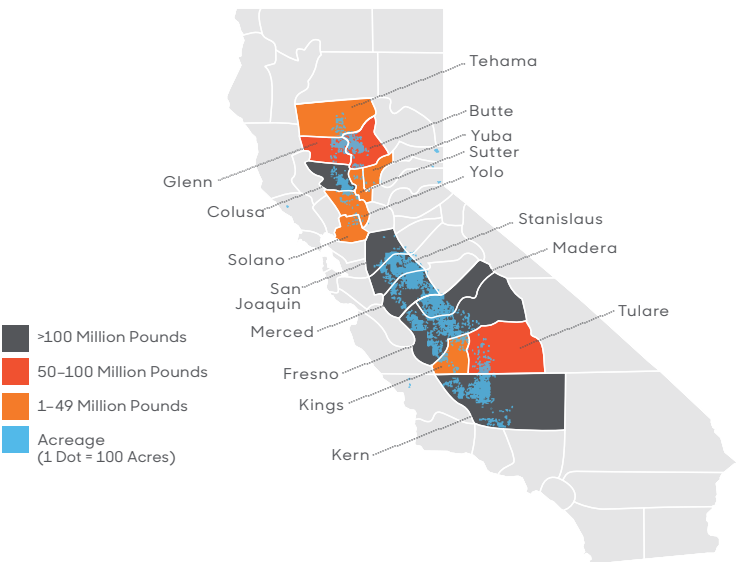 Tehama
Butte
Yuba
Sutter
Yolo
Glenn
Colusa
Stanislaus
Madera
Solano
San
Joaquin
Tulare
Merced
Fresno
Kings
Kern
>100 Million Pounds
50–100 Million Pounds
1–49 Million Pounds
Acreage
(1 Dot = 100 Acres)